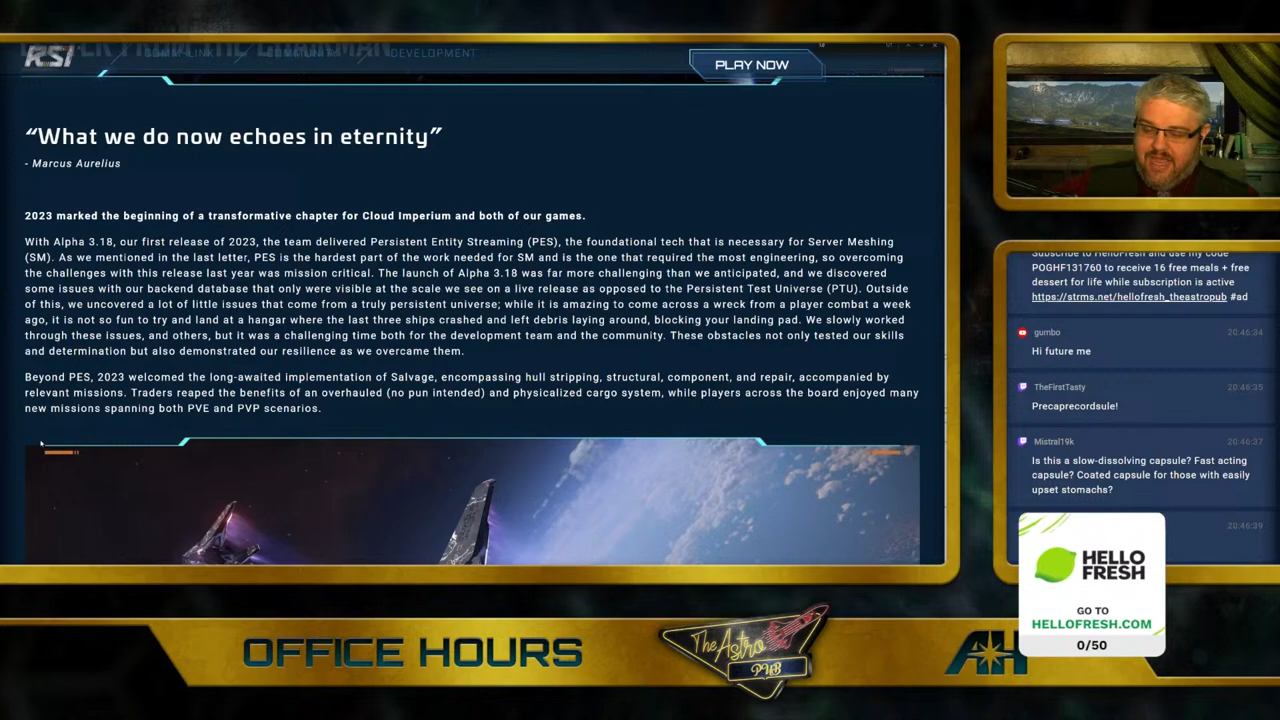 RSI
COMM-LINK
COMMUNITY
DEVELOPMENT
PLAY NOW
“What we do now echoes in eternity”
- Marcus Aurelius
2023 marked the beginning of a transformative chapter for Cloud Imperium and both of our games.
With Alpha 3.18, our first release of 2023, the team delivered Persistent Entity Streaming (PES), the foundational tech that is necessary for Server Meshing
(SM). As we mentioned in the last letter, PES is the hardest part of the work needed for SM and is the one that required the most engineering, so overcoming
the challenges with this release last year was mission critical. The launch of Alpha 3.18 was far more challenging than we anticipated, and we discovered
some issues with our backend database that only were visible at the scale we see on a live release as opposed to the Persistent Test Universe (PTU). Outside
of this, we uncovered a lot of little issues that come from a truly persistent universe; while it is amazing to come across a wreck from a player combat a week
ago, it is not so fun to try and land at a hangar where the last three ships crashed and left debris laying around, blocking your landing pad. We slowly worked
through these issues, and others, but it was a challenging time both for the development team and the community. These obstacles not only tested our skills
and determination but also demonstrated our resilience as we overcame them.
Beyond PES, 2023 welcomed the long-awaited implementation of Salvage, encompassing hull stripping, structural, component, and repair, accompanied by
relevant missions. Traders reaped the benefits of an overhauled (no pun intended) and physicalized cargo system, while players across the board enjoyed many
new missions spanning both PVE and PVP scenarios.
Subscribe to HelloFresh and use my code
POGHF131760 to receive 16 free meals + free
dessert for life while subscription is active
https://strms.net/hellofresh_theastropub #ad
gumbo 20:46:34
Hi future me
TheFirstTasty 20:46:35
Precaprecordsule!
Mistral19k 20:46:37
Is this a slow-dissolving capsule? Fast acting
capsule? Coated capsule for those with easily
upset stomachs?
20:46:39
HELLO
FRESH
GO TO
HELLOFRESH.COM
0/50
OFFICE HOURS
The Astro
PUB
AH